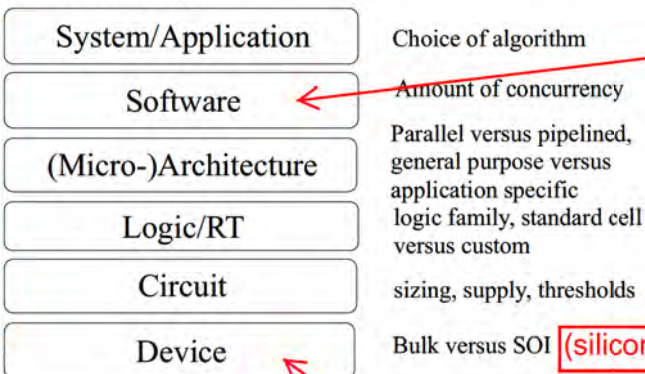 System/Application
Choice of algorithm
Software
Amount of concurrency
(Micro-)Architecture
Parallel versus pipelined,
general purpose versus
application specific
Logic/RT
logic family, standard cell
versus custom
Circuit
sizing, supply, thresholds
Device
Bulk versus SOI (silicon